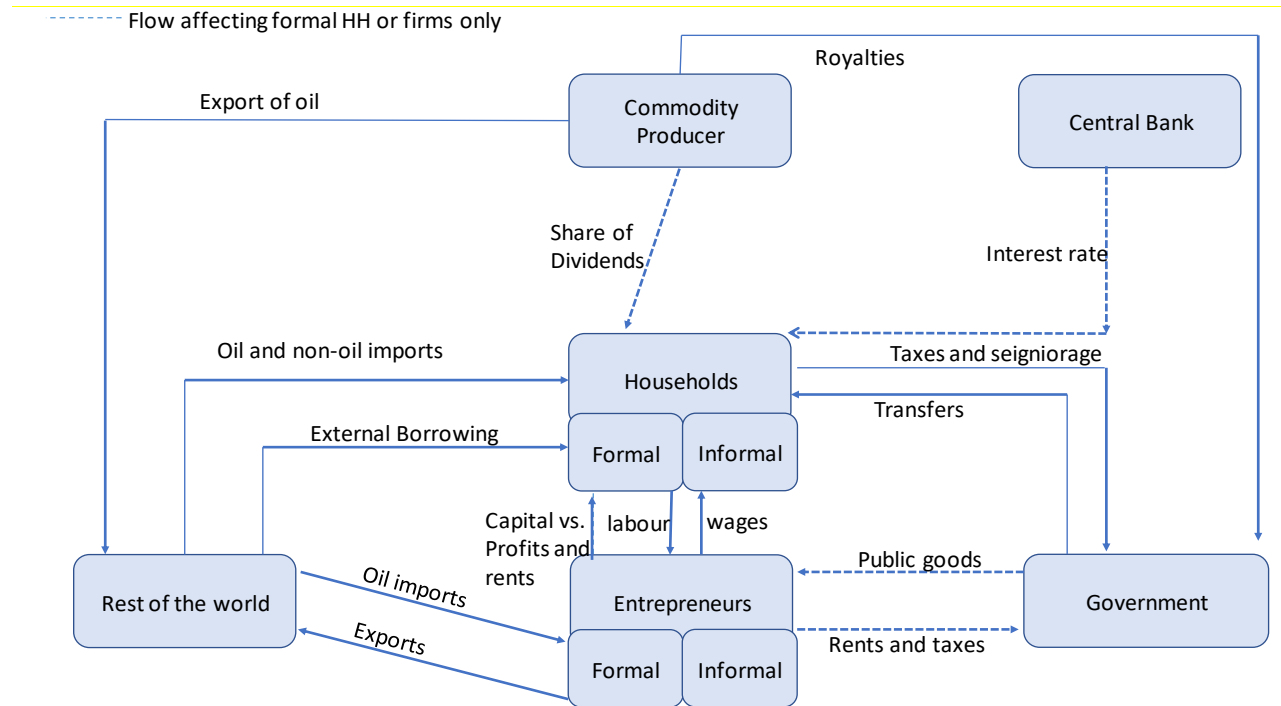 Flow affecting formal HH or firms only
Royalties
Export of oil
Commodity
Producer
Central Bank
Share of
Dividends
Interest rate
Oil and non-oil imports
Taxes and seigniorage
Households
Transfers
External Borrowing
Formal
Informal
Capital vs.
Profits and
rents
labour
wages
Public goods
Rest of the world
Oil imports
Entrepreneurs
Government
Exports
Rents and taxes
Formal
Informal